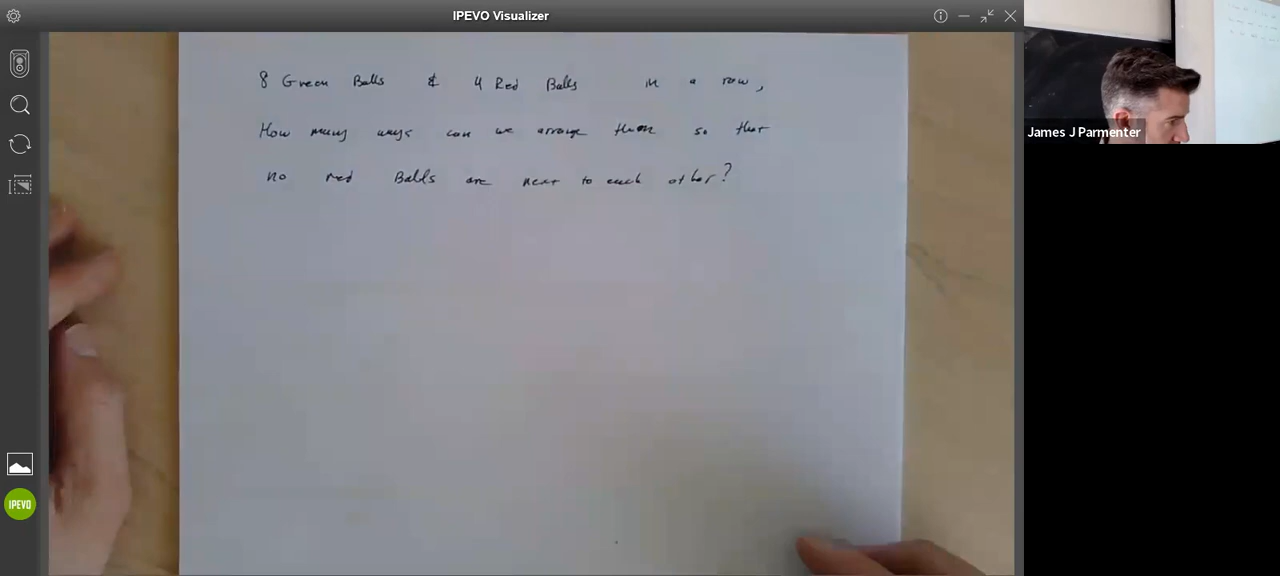 IPEVO Visualizer
8 Green Balls & 4 Red Balls in a row,
How many ways can we arrange them so that
no red Balls are next to each other?
James J Parmenter
IPEVO